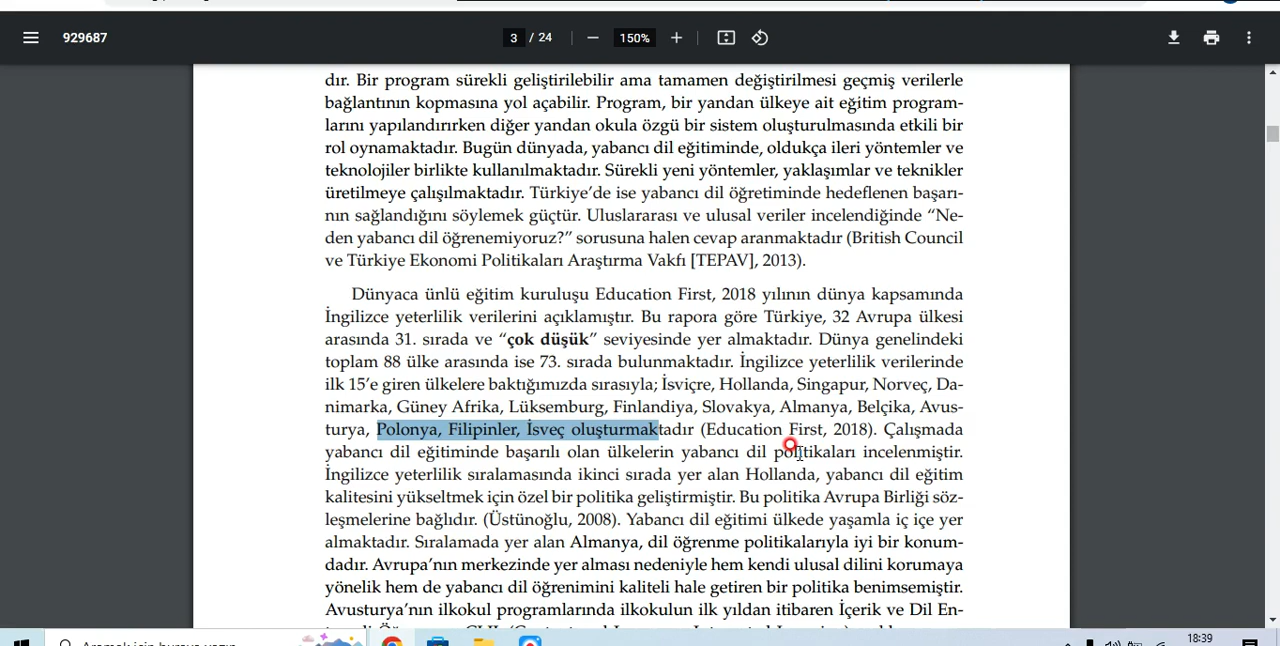 929687
3 / 24
150%
dır. Bir program sürekli geliştirilebilir ama tamamen değiştirilmesi geçmiş verilerle
bağlantının kopmasına yol açabilir. Program, bir yandan ülkeye ait eğitim program-
larını yapılandırırken diğer yandan okula özgü bir sistem oluşturulmasında etkili bir
rol oynamaktadır. Bugün dünyada, yabancı dil eğitiminde, oldukça ileri yöntemler ve
teknolojiler birlikte kullanılmaktadır. Sürekli yeni yöntemler, yaklaşımlar ve teknikler
üretilmeye çalışılmaktadır. Türkiye’de ise yabancı dil öğretiminde hedeflenen başarı-
nın sağlandığını söylemek güçtür. Uluslararası ve ulusal veriler incelendiğinde “Ne-
den yabancı dil öğrenemiyoruz?” sorusuna halen cevap aranmaktadır (British Council
ve Türkiye Ekonomi Politikaları Araştırma Vakfı [TEPAV], 2013).
Dünyaca ünlü eğitim kuruluşu Education First, 2018 yılının dünya kapsamında
İngilizce yeterlilik verilerini açıklamıştır. Bu rapora göre Türkiye, 32 Avrupa ülkesi
arasında 31. sırada ve “çok düşük” seviyesinde yer almaktadır. Dünya genelindeki
toplam 88 ülke arasında ise 73. sırada bulunmaktadır. İngilizce yeterlilik verilerinde
ilk 15’e giren ülkelere baktığımızda sırasıyla; İsviçre, Hollanda, Singapur, Norveç, Da-
nimarka, Güney Afrika, Lüksemburg, Finlandiya, Slovakya, Almanya, Belçika, Avus-
turya, Polonya, Filipinler, İsveç oluşturmaktadır (Education First, 2018). Çalışmada
yabancı dil eğitiminde başarılı olan ülkelerin yabancı dil politikaları incelenmiştir.
İngilizce yeterlilik sıralamasında ikinci sırada yer alan Hollanda, yabancı dil eğitim
kalitesini yükseltmek için özel bir politika geliştirmiştir. Bu politika Avrupa Birliği söz-
leşmelerine bağlıdır. (Üstünoğlu, 2008). Yabancı dil eğitimi ülkede yaşamla iç içe yer
almaktadır. Sıralamada yer alan Almanya, dil öğrenme politikalarıyla iyi bir konum-
dadır. Avrupa’nın merkezinde yer alması nedeniyle hem kendi ulusal dilini korumaya
yönelik hem de yabancı dil öğrenimini kaliteli hale getiren bir politika benimsemiştir.
Avusturya’nın ilkokul programlarında ilkokulun ilk yıldan itibaren İçerik ve Dil En-
18:39